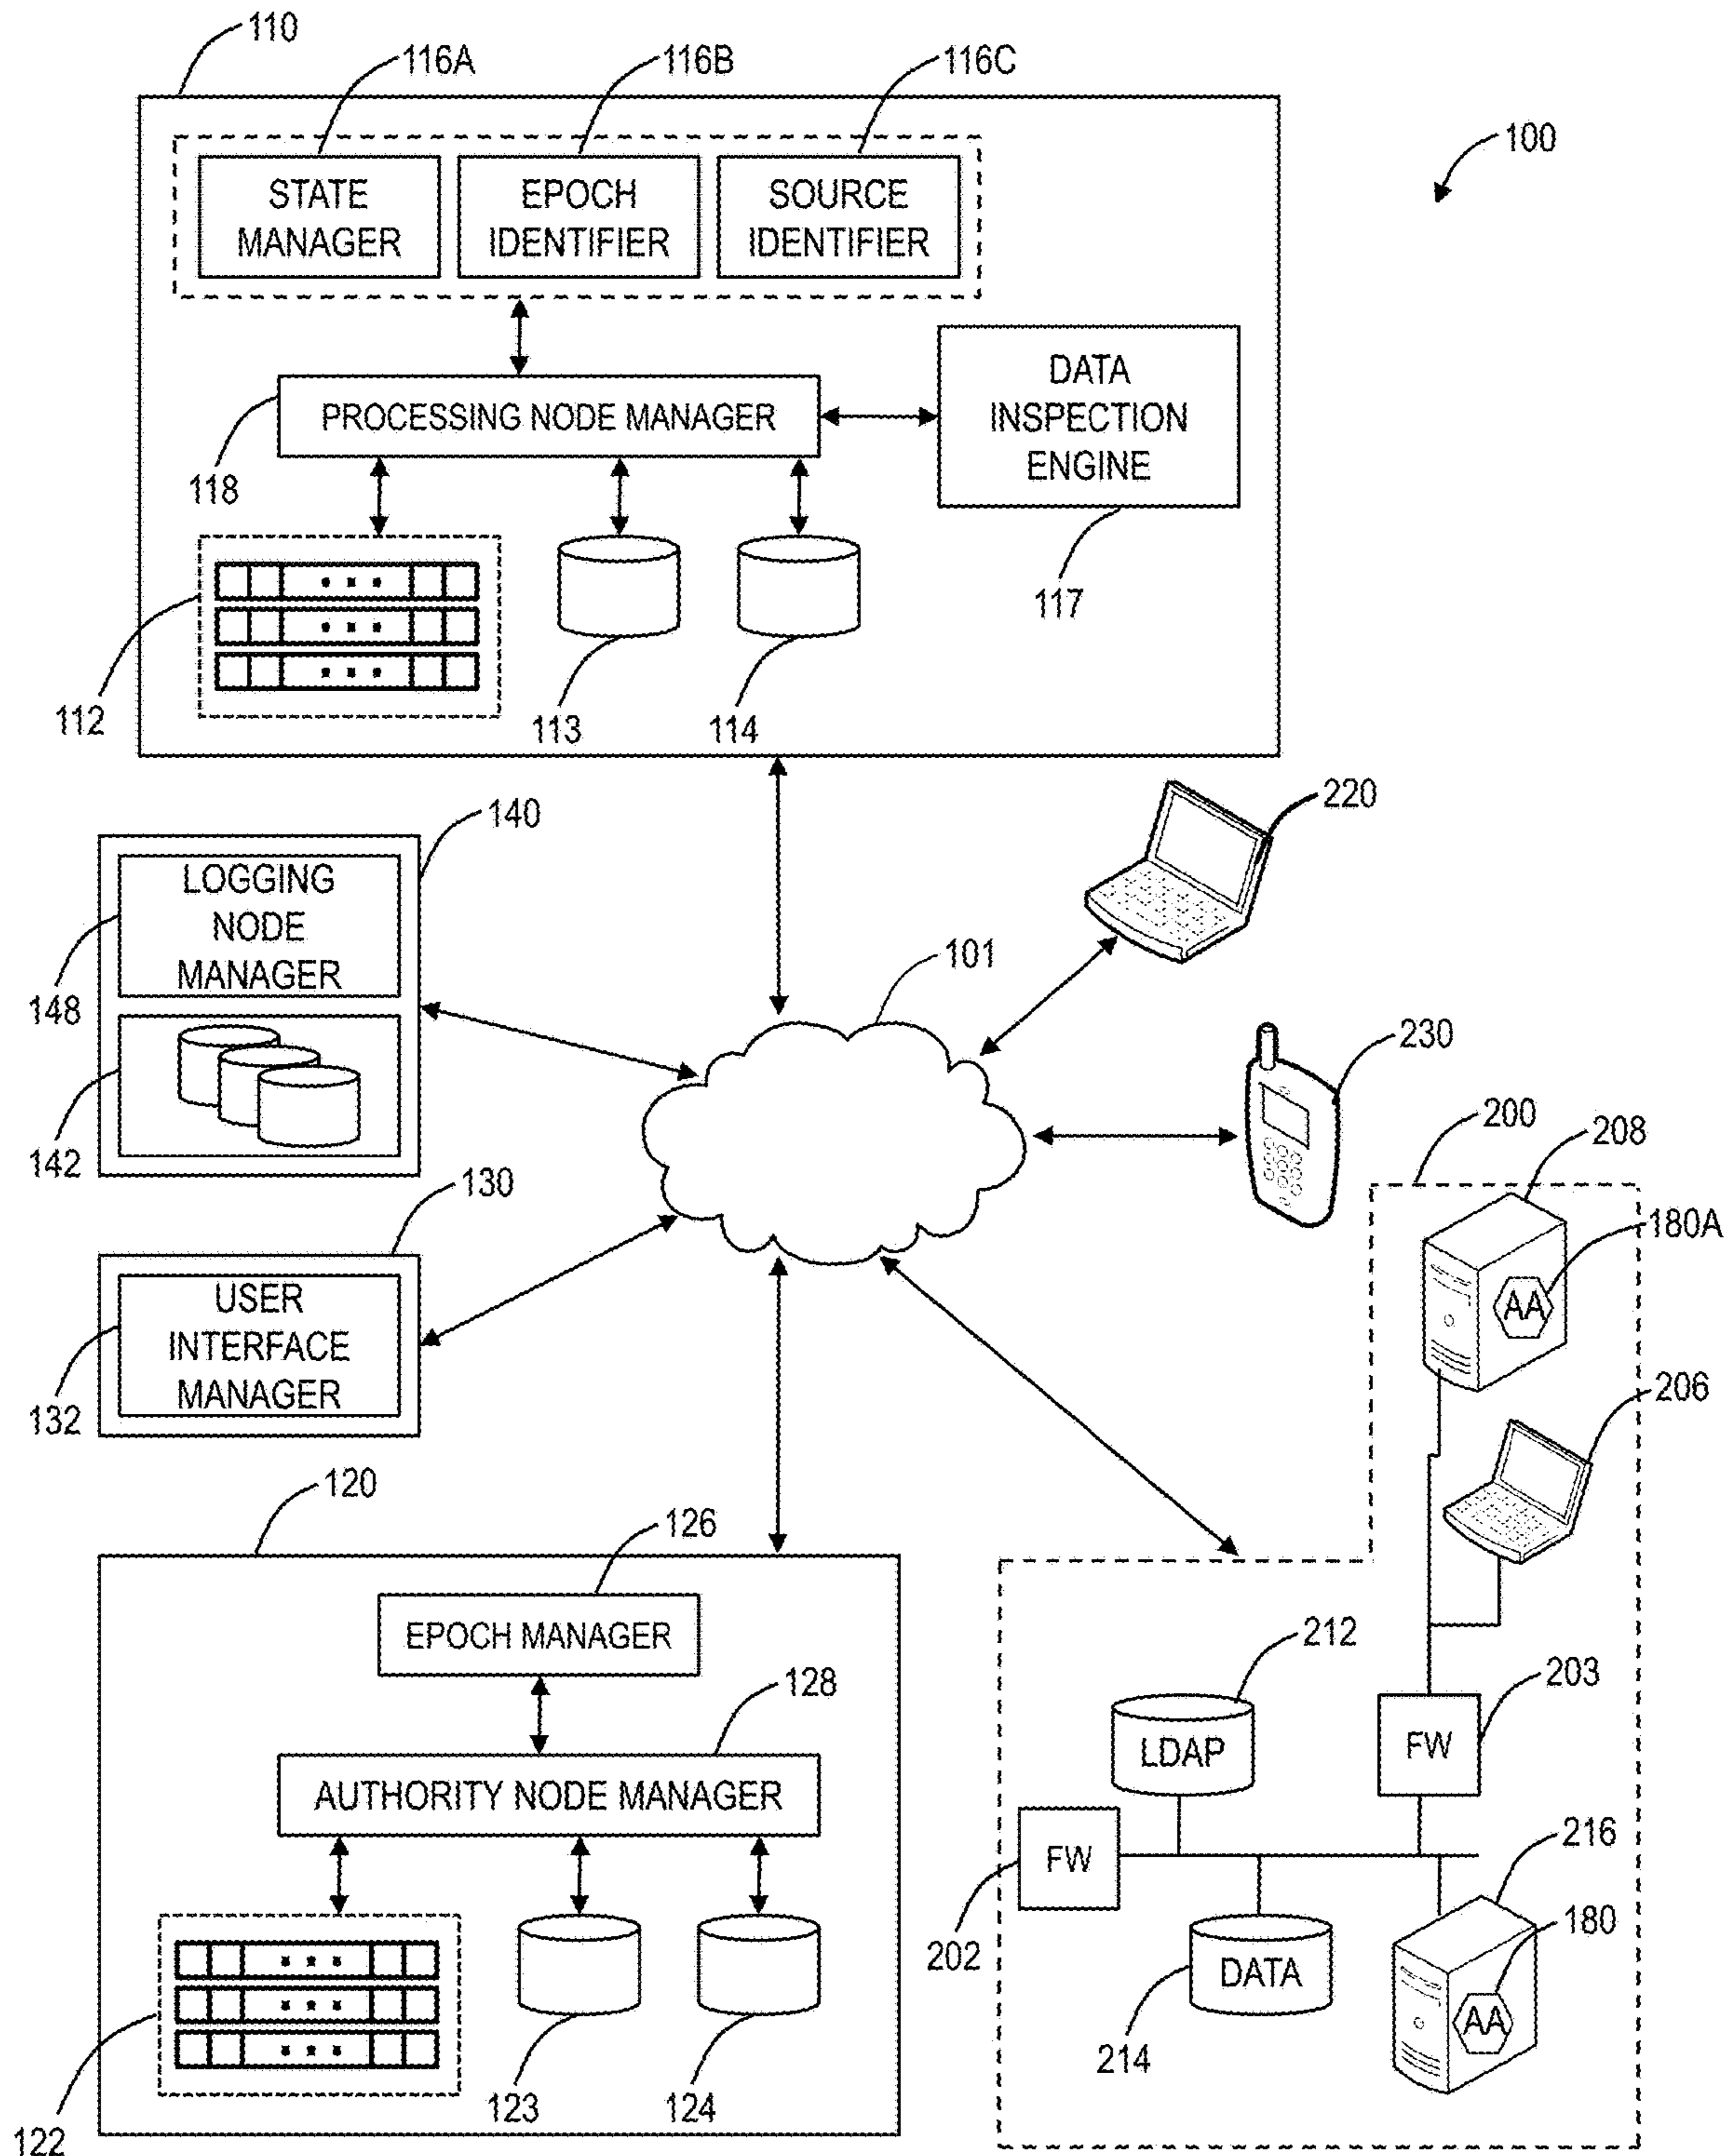 110
116A
116B
116C
100
STATE
MANAGER
EPOCH
IDENTIFIER
SOURCE
IDENTIFIER
PROCESSING NODE MANAGER
118
DATA
INSPECTION
ENGINE
117
112
113
114
140
LOGGING
NODE
MANAGER
148
142
220
101
230
130
USER
INTERFACE
MANAGER
132
200
208
180A
AA
206
120
126
EPOCH MANAGER
128
AUTHORITY NODE MANAGER
122
123
124
212
LDAP
203
FW
FW
202
216
180
AA
DATA
214